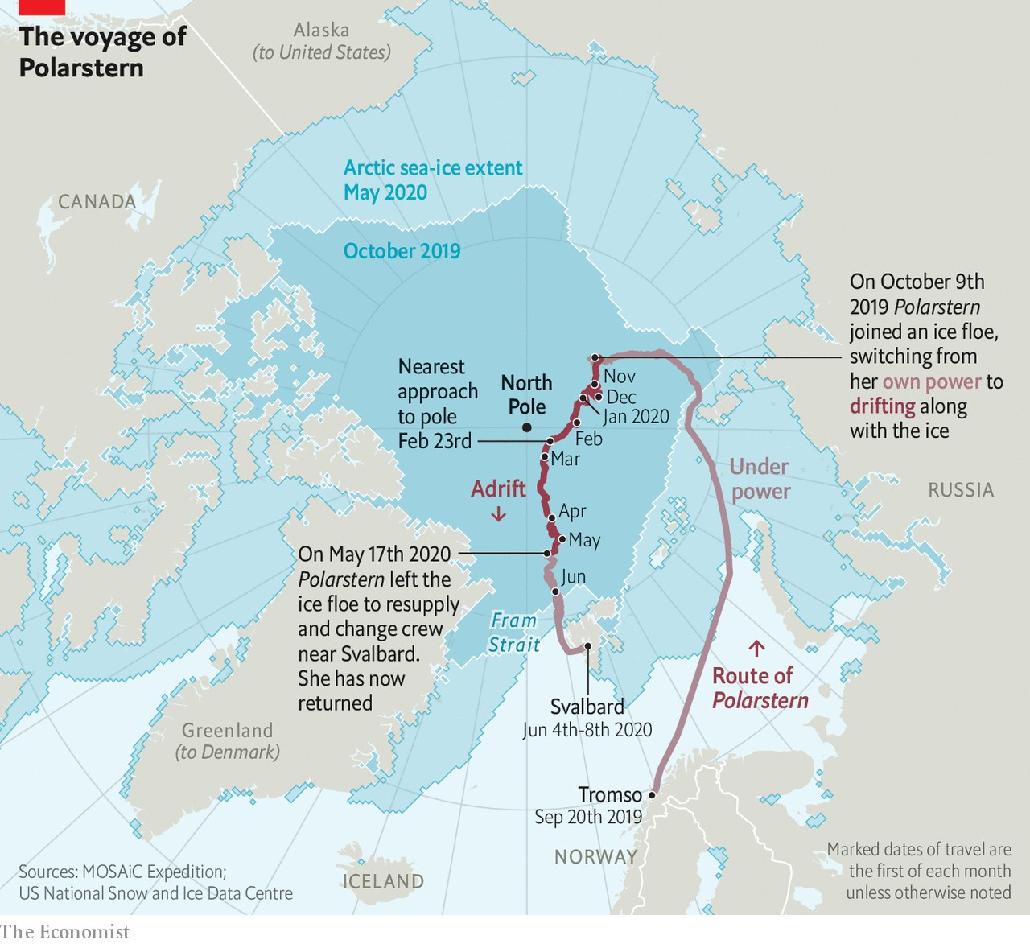 The voyage of
Polarstern
Alaska
(to United States)
CANADA
Arctic sea-ice extent
May 2020
October 2019
On October 9th
2019 Polarstern
joined an ice floe,
switching from
her own power to
drifting along
with the ice
Nearest
approach
to pole
Feb 23rd
North
Pole
Nov
Dec
Jan 2020
Feb
Mar
Adrift
↓
Apr
May
Jun
Under
power
RUSSIA
On May 17th 2020
Polarstern left the
ice floe to resupply
and change crew
near Svalbard.
She has now
returned
Fram
Strait
↑
Route of
Polarstern
Svalbard
Jun 4th-8th 2020
Greenland
(to Denmark)
Tromso
Sep 20th 2019
NORWAY
ICELAND
Sources: MOSAiC Expedition;
US National Snow and Ice Data Centre
Marked dates of travel are
the first of each month
unless otherwise noted
The Economist